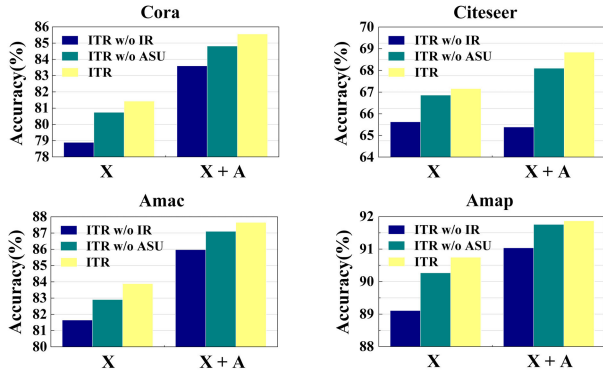 Cora
Accuracy(%)
86
85
84
83
81
80
79
78
ITR w/o IR
ITR w/o ASU
ITR
X
X + A
Citeseer
Accuracy(%)
70
69
68
67
66
65
64
ITR w/o IR
ITR w/o ASU
ITR
X
X + A
Amac
Accuracy(%)
88
87
86
84
83
82
81
80
ITR w/o IR
ITR w/o ASU
ITR
X
X + A
Amap
Accuracy(%)
92
91
90
89
88
ITR w/o IR
ITR w/o ASU
ITR
X
X + A